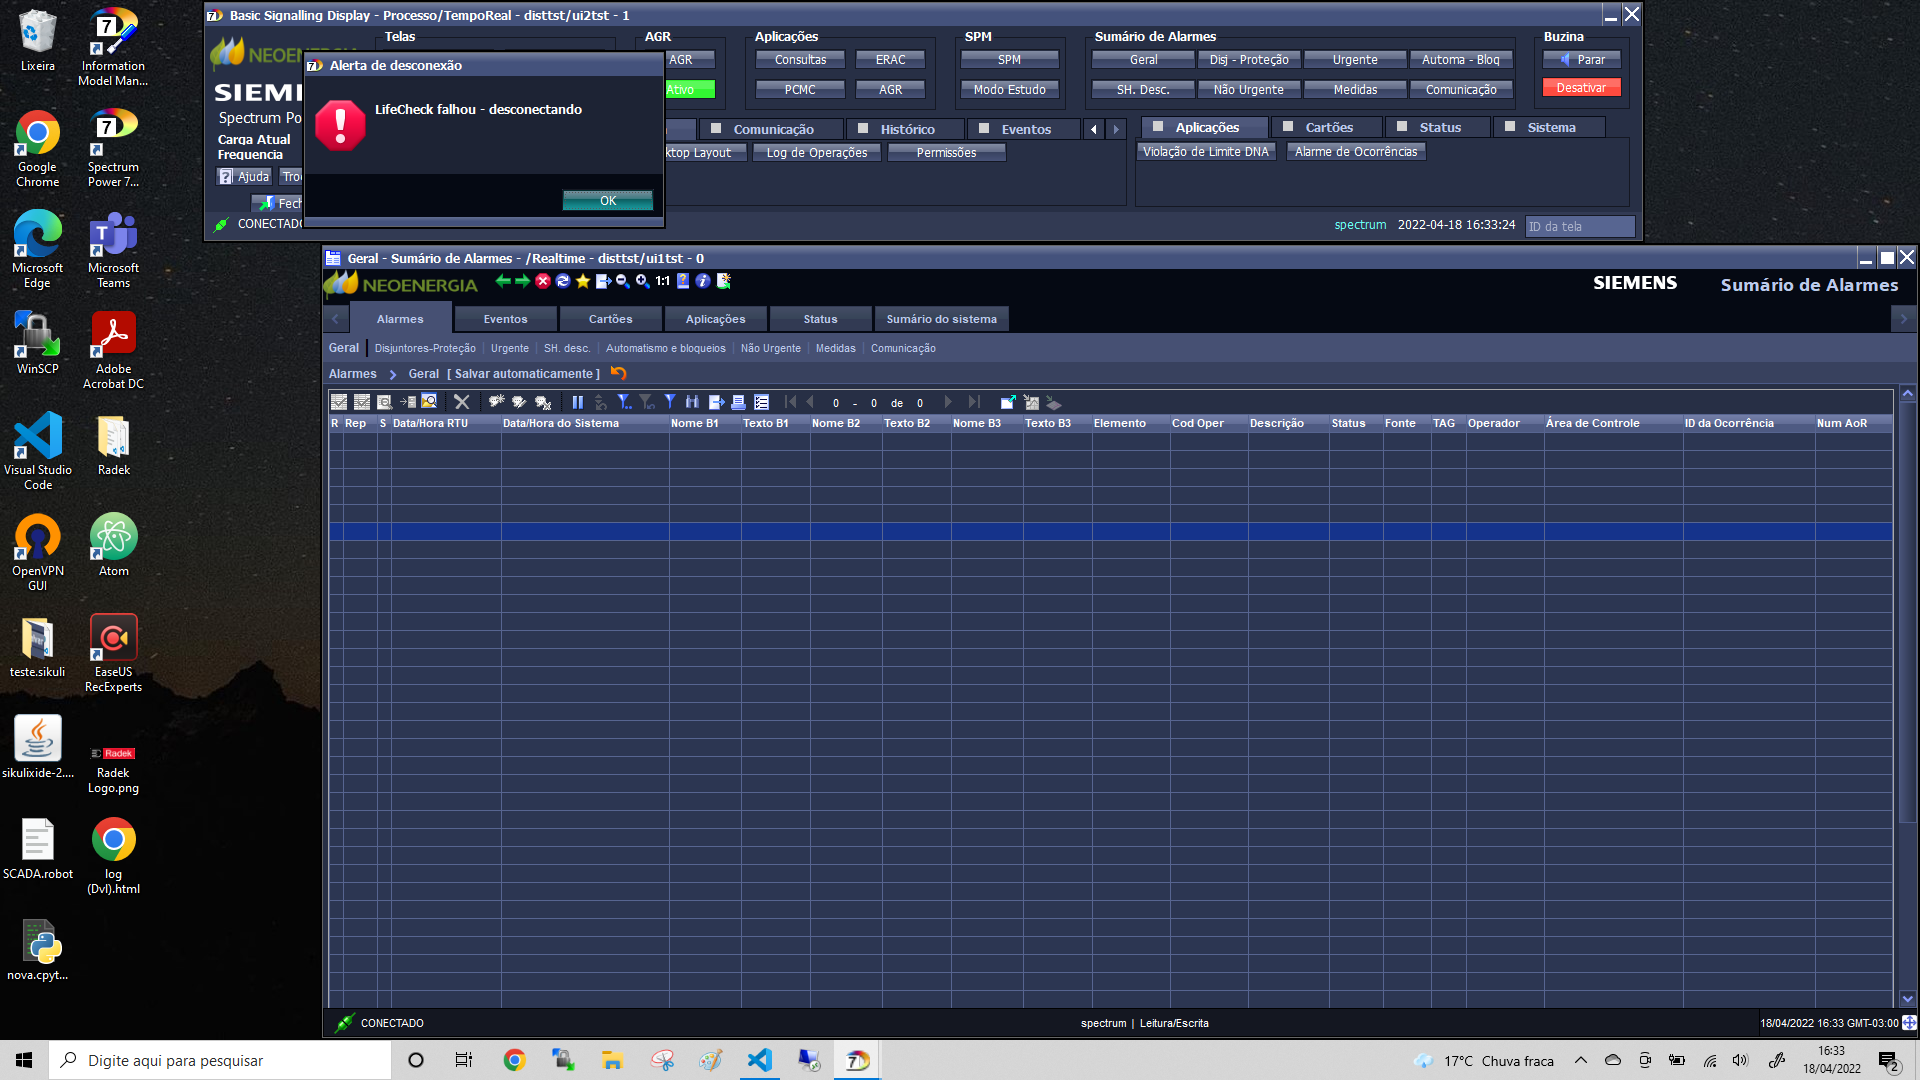 Lixeira
Information
Model Man...
Google
Chrome
Spectrum
Power 7...
Microsoft
Edge
Microsoft
Teams
WinSCP
Adobe
Acrobat DC
Visual Studio
Code
Radek
OpenVPN
GUI
Atom
teste.sikuli
EaseUS
RecExperts
sikulixide-2....
Radek
Radek
Logo.png
SCADA.robot
log
(Dvl).html
nova.cpyt...
Basic Signalling Display - Processo/TempoReal - disttst/ui2tst - 1
Telas
AGR
Aplicações
SPM
Sumário de Alarmes
Buzina
AGR
Consultas
ERAC
SPM
Geral
Disj - Proteção
Urgente
Automa - Bloq
Parar
Ativo
PCMC
AGR
Modo Estudo
SH. Desc.
Não Urgente
Medidas
Comunicação
Desativar
SIEM
Spectrum Po
Carga Atual
Frequencia
Ajuda
Tro
Fech
CONECTADO
Alerta de desconexão
LifeCheck falhou - desconectando
OK
Comunicação
Histórico
Eventos
ktop Layout
Log de Operações
Permissões
Aplicações
Cartões
Status
Sistema
Violação de Limite DNA
Alarme de Ocorrências
spectrum
2022-04-18 16:33:24
ID da tela
Geral - Sumário de Alarmes - /Realtime - disttst/ui1tst - 0
NEOENERGIA
1:1
SIEMENS
Sumário de Alarmes
Alarmes
Eventos
Cartões
Aplicações
Status
Sumário do sistema
Geral
Disjuntores-Proteção
Urgente
SH. desc.
Automatismo e bloqueios
Não Urgente
Medidas
Comunicação
Alarmes
Geral
[ Salvar automaticamente ]
0 - 0 de 0
R Rep S Data/Hora RTU Data/Hora do Sistema Nome B1 Texto B1 Nome B2 Texto B2 Nome B3 Texto B3 Elemento Cod Oper Descrição Status Fonte TAG Operador Área de Controle ID da Ocorrência Num AoR
CONECTADO
spectrum | Leitura/Escrita
18/04/2022 16:33 GMT-03:00
Digite aqui para pesquisar
17°C Chuva fraca
16:33
18/04/2022
2